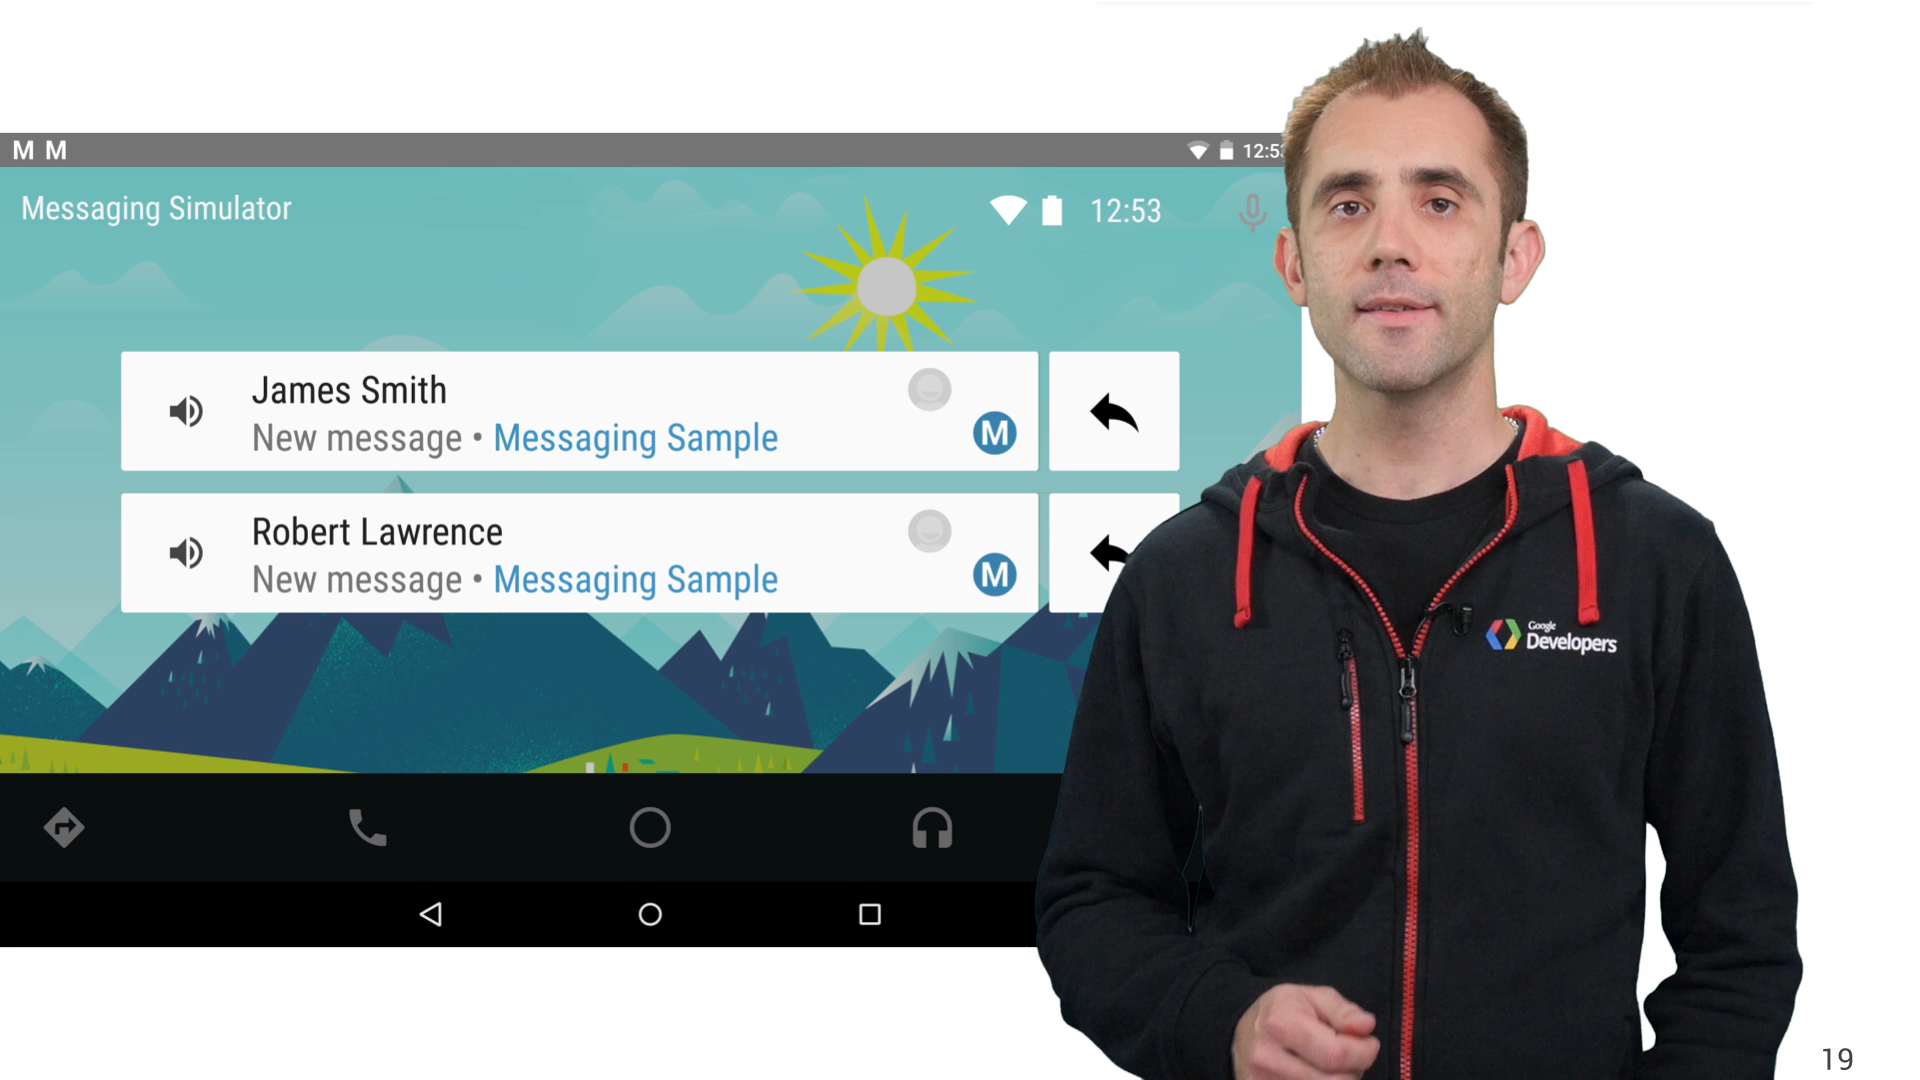 M M
12:53
Messaging Simulator
12:53
James Smith
New message • Messaging Sample
M
Robert Lawrence
New message • Messaging Sample
M
Google
Developers
19